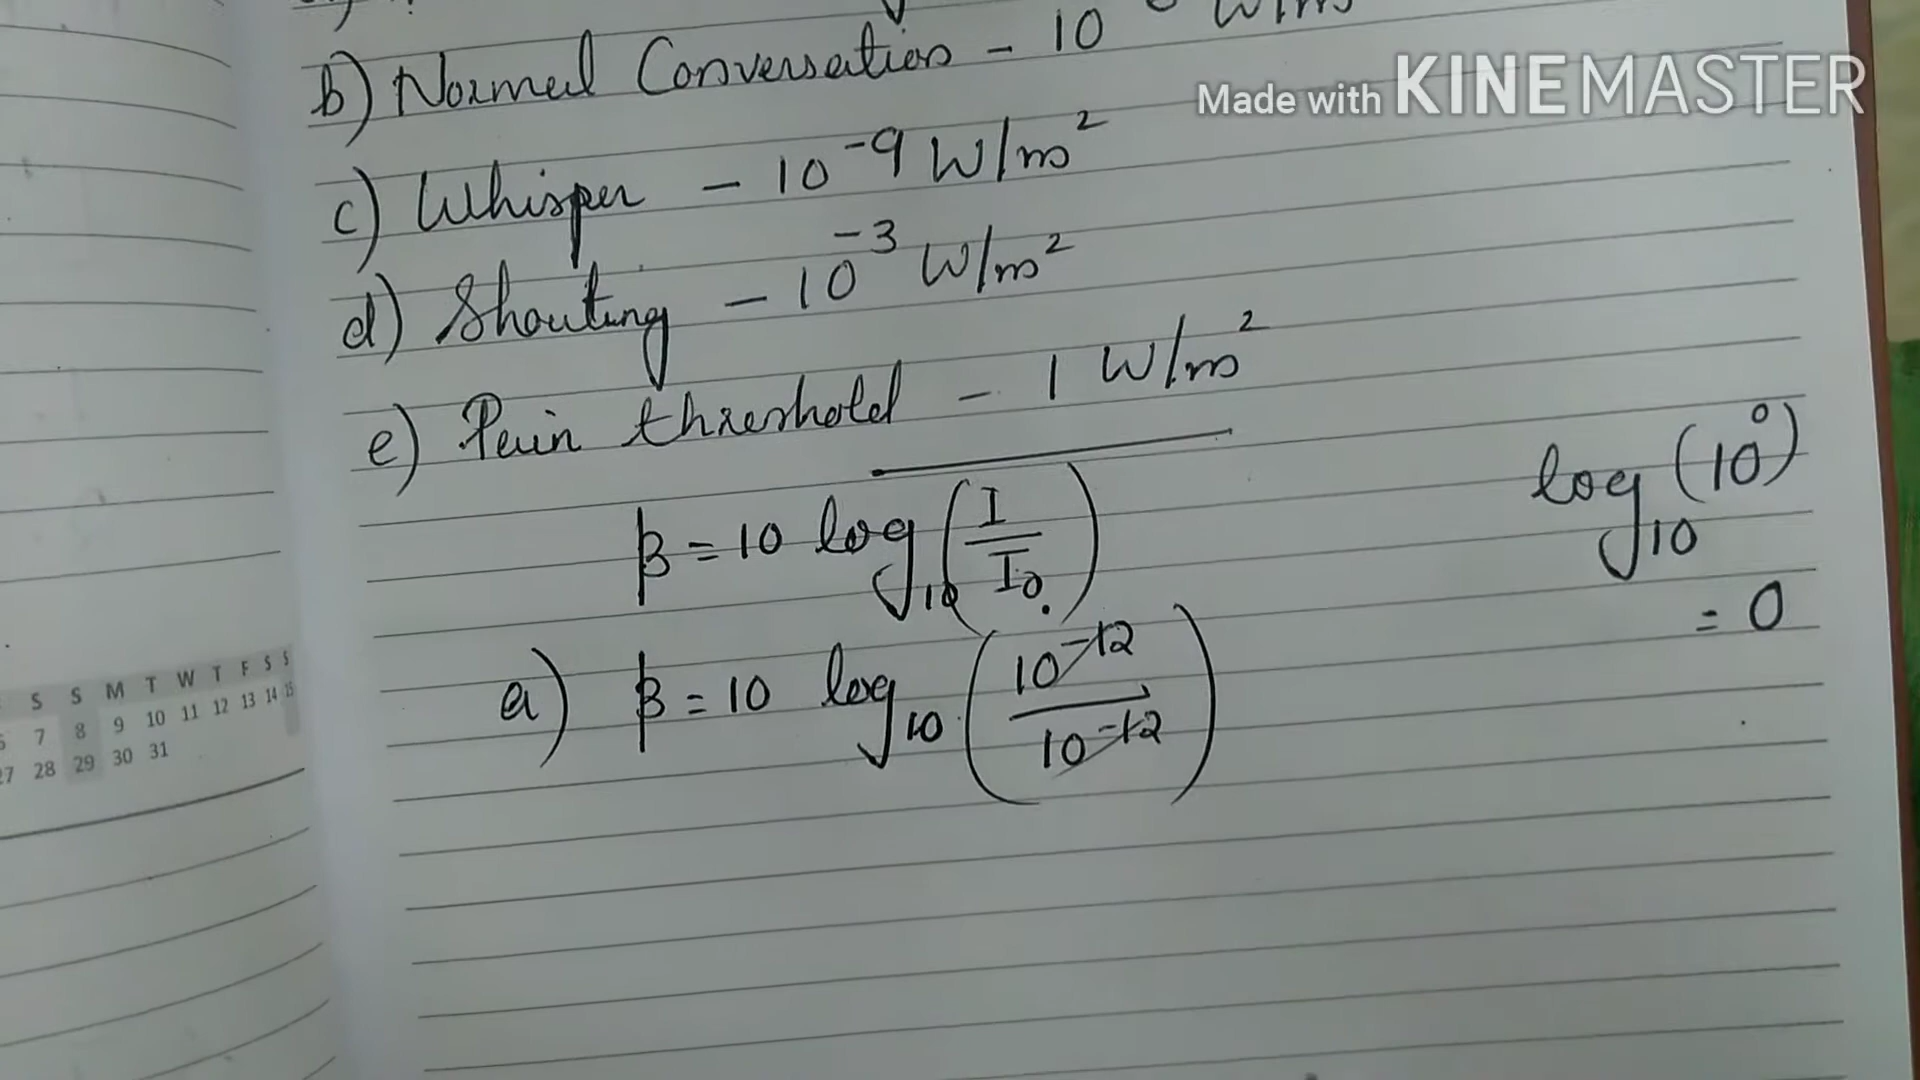 b) Normal Conversation - 10
Made with KINEMASTER
c) Whisper - 10⁻⁹ W/m²
d) Shouting - 10⁻³ W/m²
e) Pain threshold - 1 W/m²
β = 10 log₁₀ (I / I₀)
log₁₀ (10⁰)
= 0
a) β = 10 log₁₀ (10⁻¹² / 10⁻¹²)
S S M T W T F S S
7 8 9 10 11 12 13 14 15
27 28 29 30 31